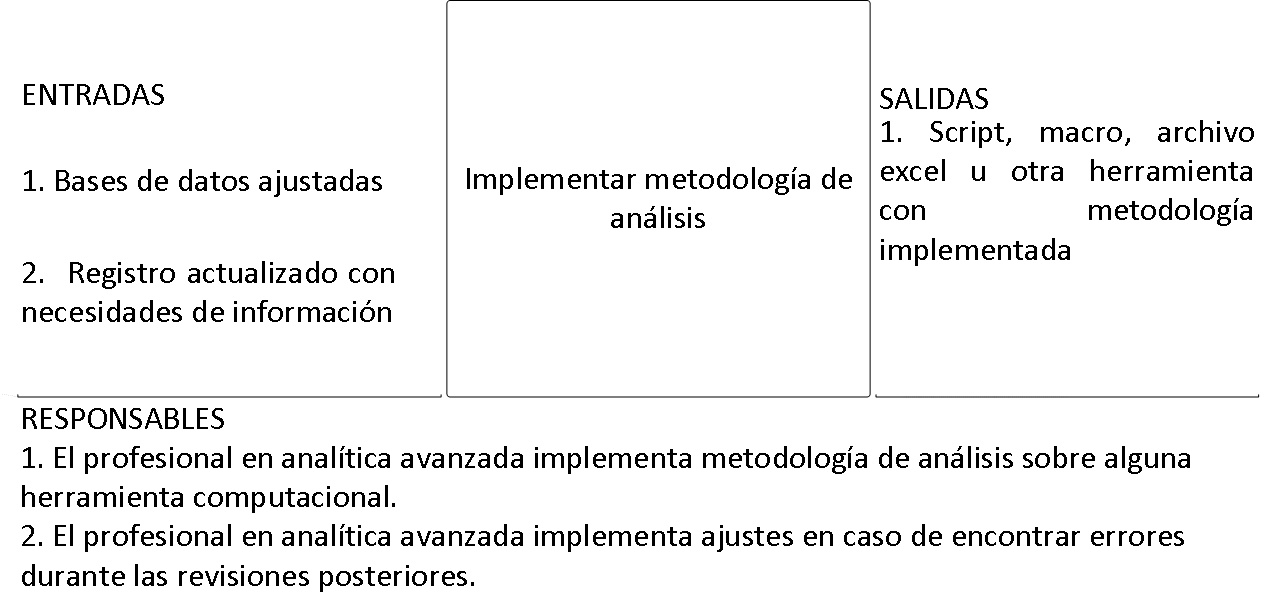 ENTRADAS
1. Bases de datos ajustadas
2. Registro actualizado con
necesidades de información
Implementar metodología de
análisis
SALIDAS
1. Script, macro, archivo
excel u otra herramienta
con metodología
implementada
RESPONSABLES
1. El profesional en analítica avanzada implementa metodología de análisis sobre alguna
herramienta computacional.
2. El profesional en analítica avanzada implementa ajustes en caso de encontrar errores
durante las revisiones posteriores.